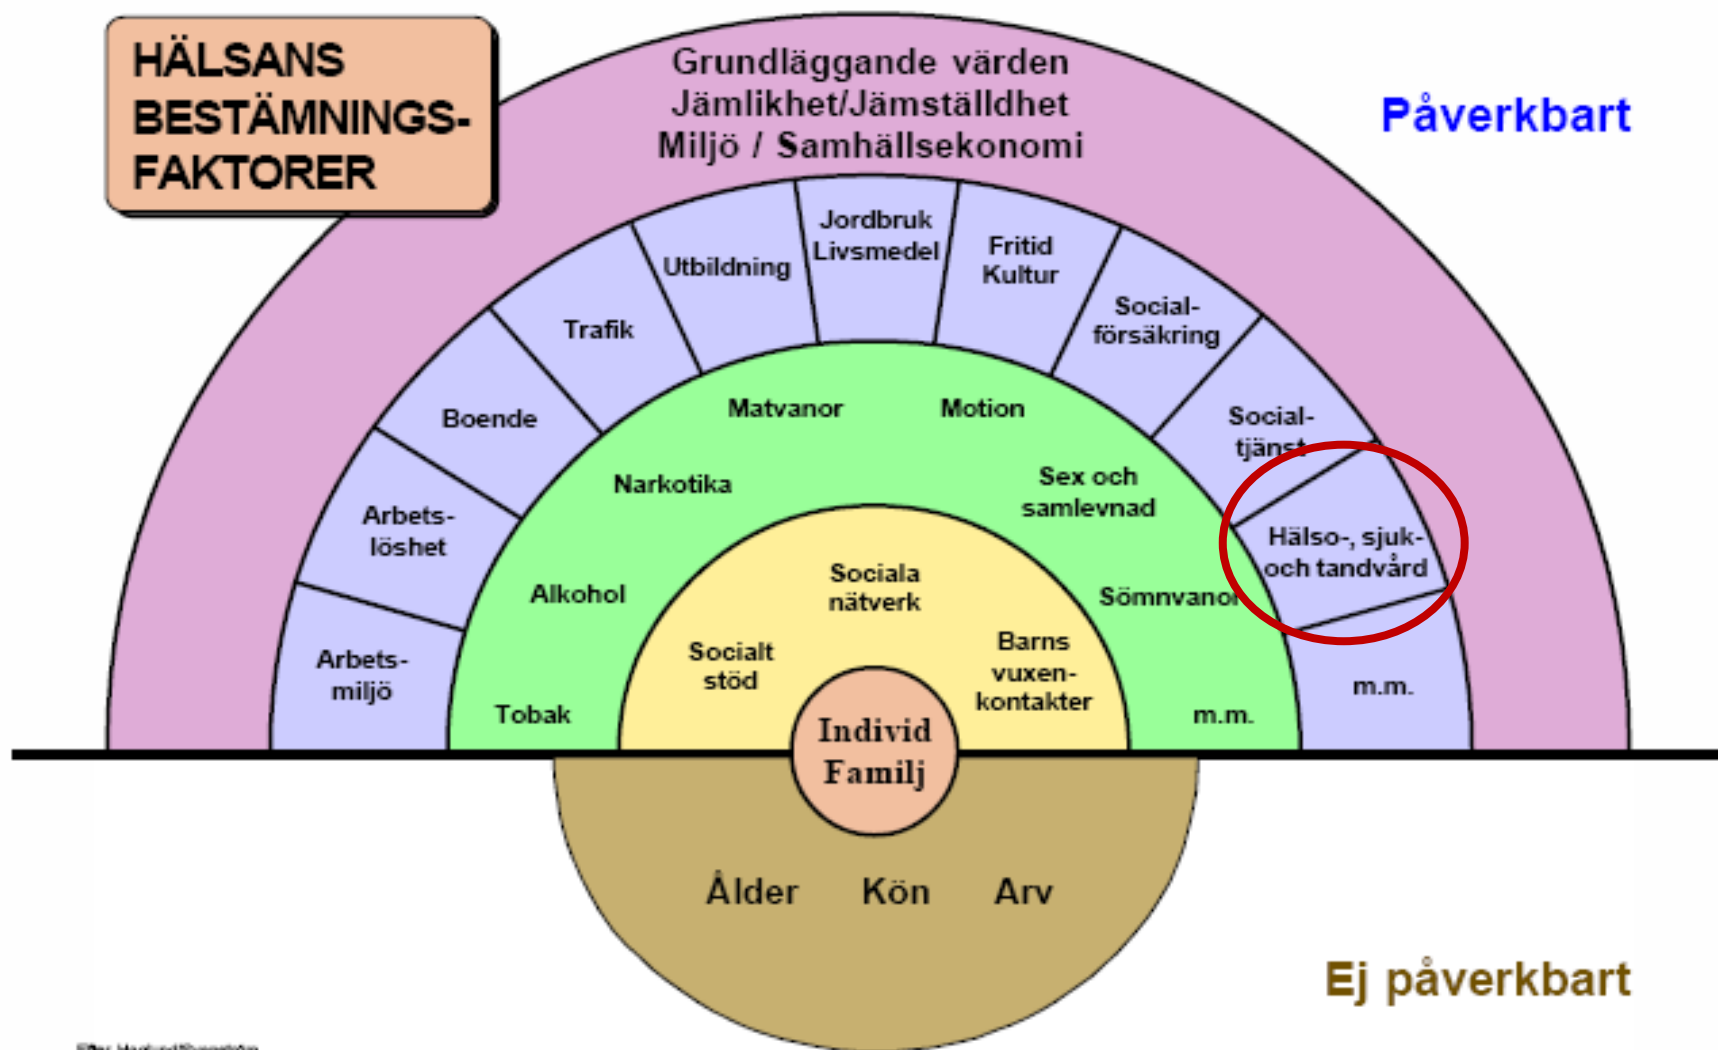 HÄLSANS
BESTÄMNINGS-
FAKTORER
Grundläggande värden
Jämlikhet/Jämställdhet
Miljö / Samhällsekonomi
Påverkbart
Jordbruk
Livsmedel
Utbildning
Fritid
Kultur
Trafik
Social-
försäkring
Boende
Social-
tjänst
Arbets-
löshet
Hälso-, sjuk-
och tandvård
Arbets-
miljö
m.m.
Matvanor
Motion
Narkotika
Sex och
samlevnad
Alkohol
Sömnvanor
Tobak
m.m.
Sociala
nätverk
Socialt
stöd
Barns
vuxen-
kontakter
Individ
Familj
Ålder Kön Arv
Ej påverkbart